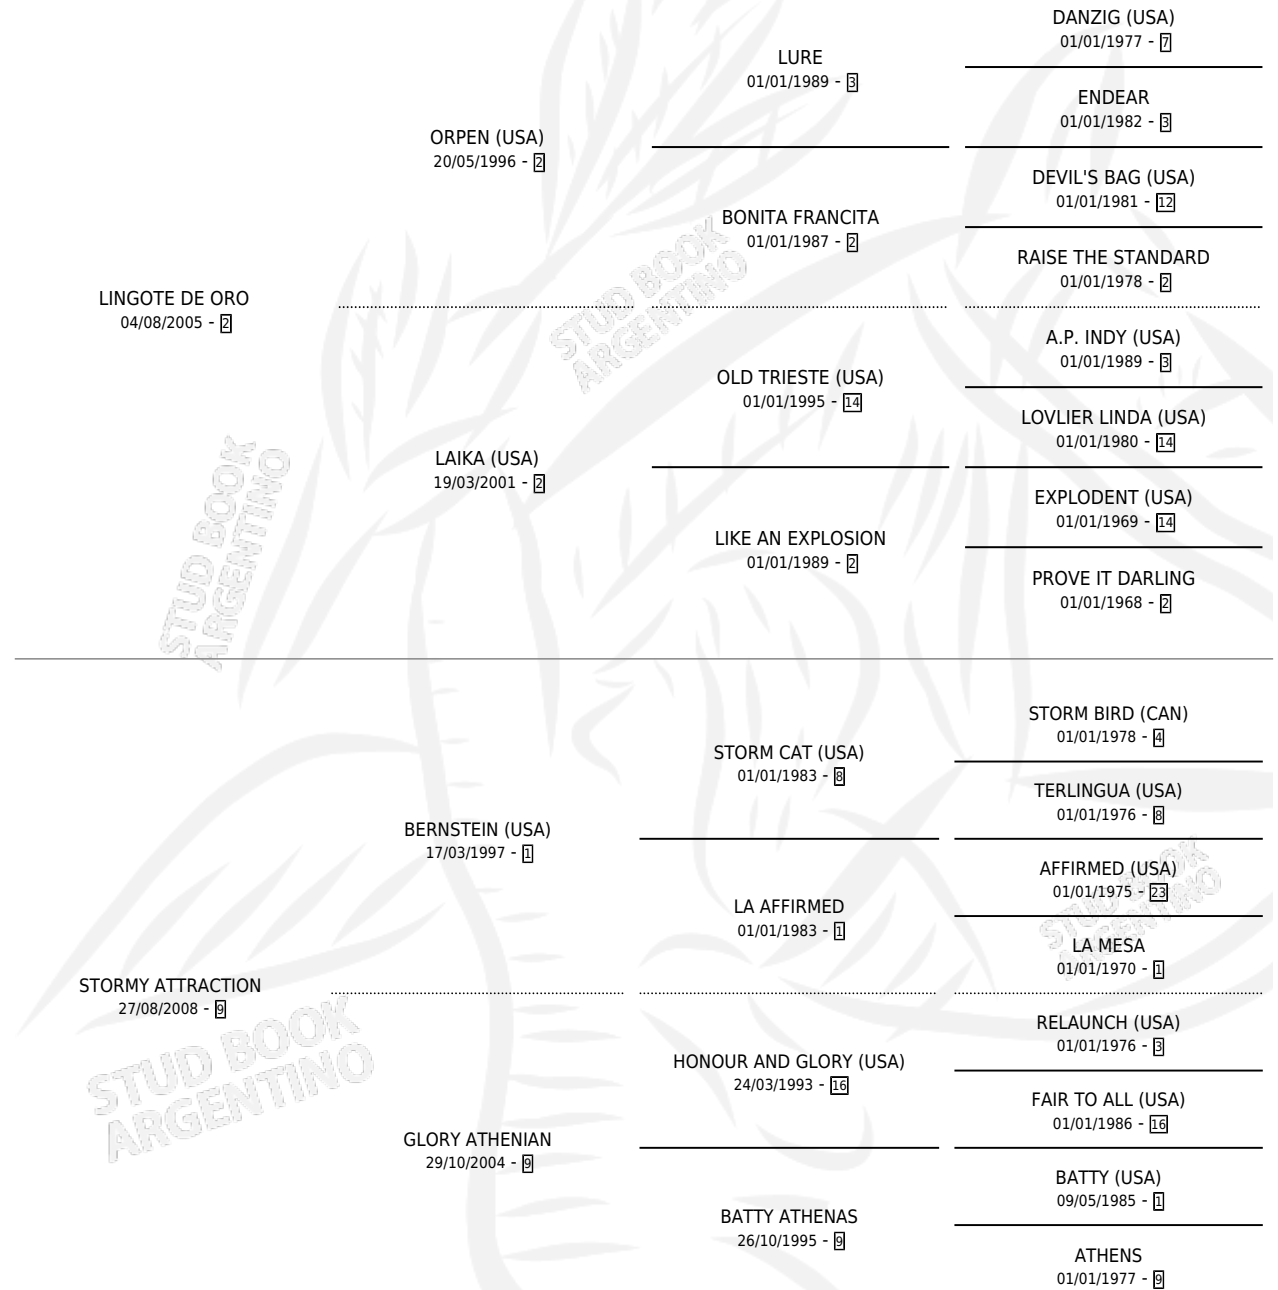 DANZIG (USA)
01/01/1977 - 7
LURE
01/01/1989 - 3
ENDEAR
01/01/1982 - 3
ORPEN (USA)
20/05/1996 - 2
DEVIL'S BAG (USA)
01/01/1981 - 12
BONITA FRANCITA
01/01/1987 - 2
RAISE THE STANDARD
01/01/1978 - 2
LINGOTE DE ORO
04/08/2005 - 2
A.P. INDY (USA)
01/01/1989 - 3
OLD TRIESTE (USA)
01/01/1995 - 14
LOVLIER LINDA (USA)
01/01/1980 - 14
LAIKA (USA)
19/03/2001 - 2
EXPLODENT (USA)
01/01/1969 - 14
LIKE AN EXPLOSION
01/01/1989 - 2
PROVE IT DARLING
01/01/1968 - 2
STORM BIRD (CAN)
01/01/1978 - 4
STORM CAT (USA)
01/01/1983 - 8
TERLINGUA (USA)
01/01/1976 - 8
BERNSTEIN (USA)
17/03/1997 - 1
AFFIRMED (USA)
01/01/1975 - 23
LA AFFIRMED
01/01/1983 - 1
LA MESA
01/01/1970 - 1
STORMY ATTRACTION
27/08/2008 - 9
RELAUNCH (USA)
01/01/1976 - 3
HONOUR AND GLORY (USA)
24/03/1993 - 16
FAIR TO ALL (USA)
01/01/1986 - 16
GLORY ATHENIAN
29/10/2004 - 9
BATTY (USA)
09/05/1985 - 1
BATTY ATHENAS
26/10/1995 - 9
ATHENS
01/01/1977 - 9
STUD BOOK
ARGENTINO
STUD BOOK
ARGENTINO
STUD BOOK
ARGENTINO
STUD BOOK
ARGENTINO